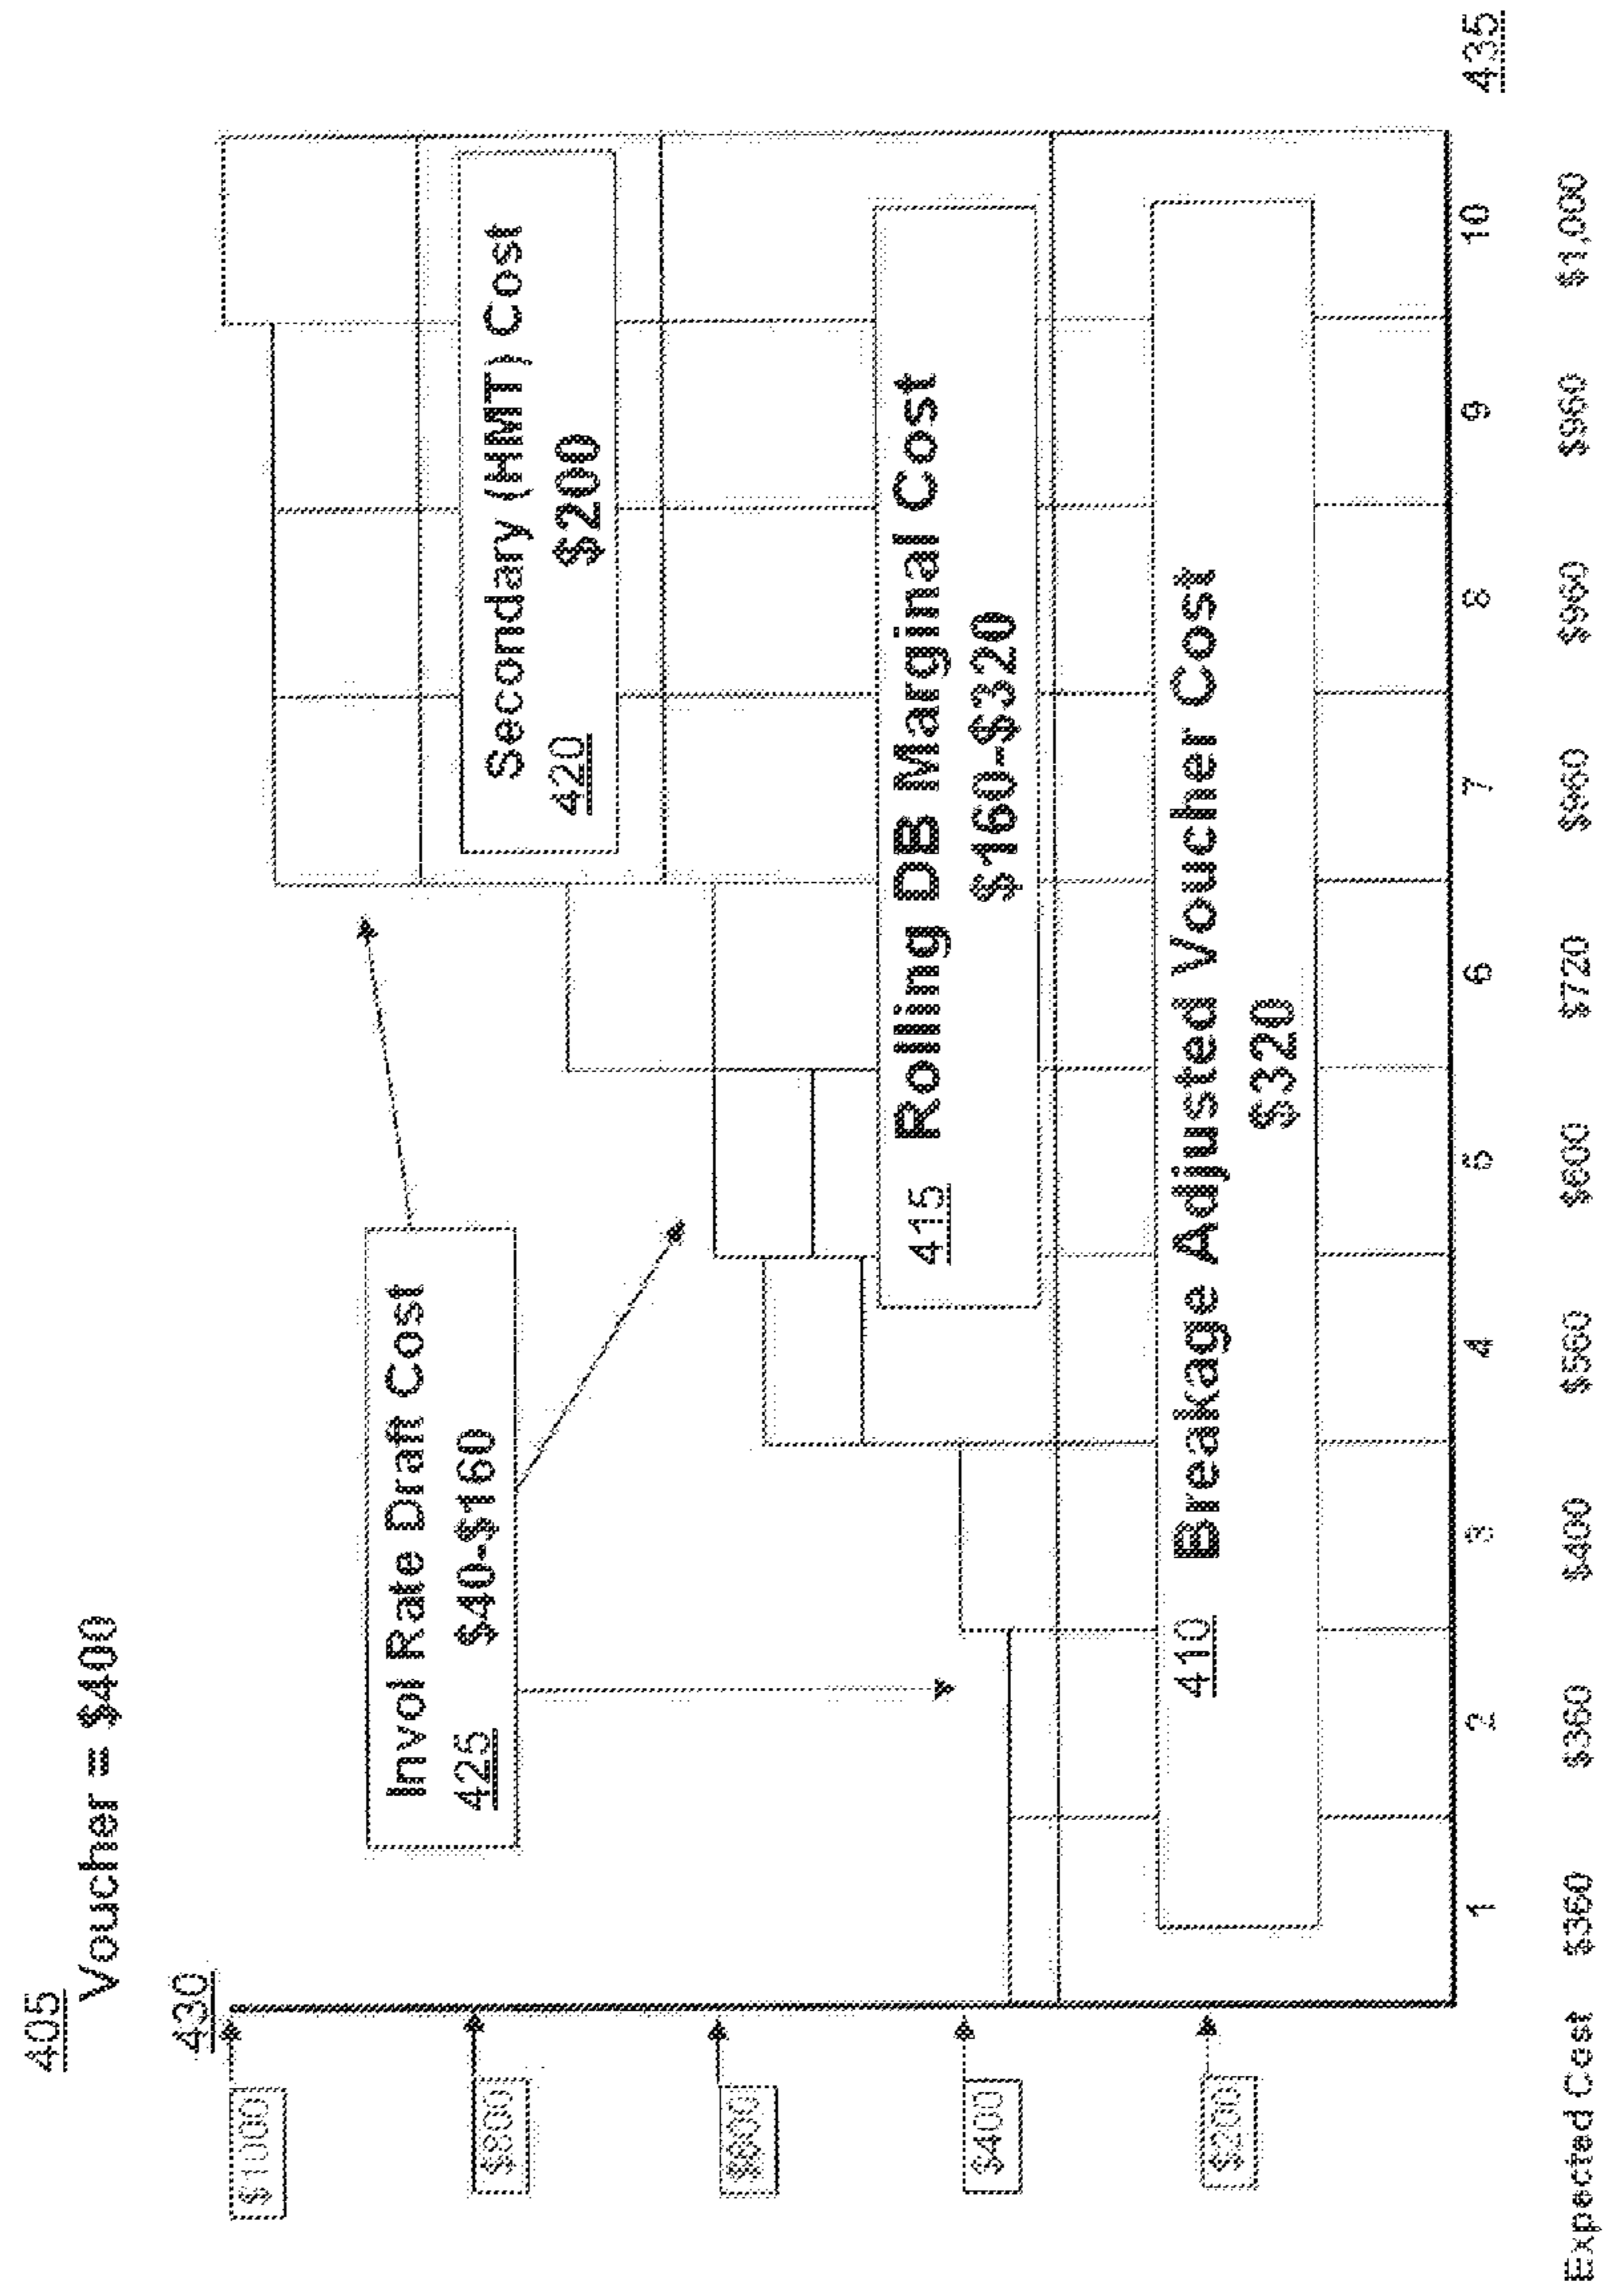 405
Voucher = $400
430
$1000
Invol Rate Draft Cost
425 $40-$160
Secondary (HMT) Cost
420 $200
$800
$600
415 Rolling DB Marginal Cost
$160-$320
$400
410 Breakage Adjusted Voucher Cost
$320
$200
1 2 3 4 5 6 7 8 9 10 435
Expected Cost $360 $360 $400 $560 $600 $720 $960 $960 $960 $1,000